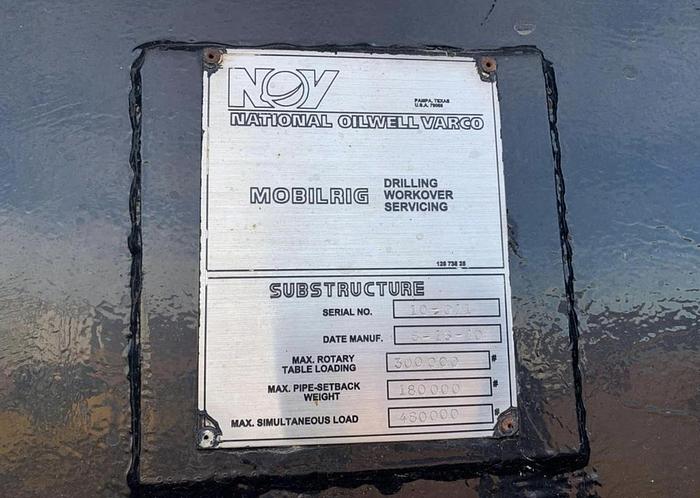 NOV
PAMPA, TEXAS
U.S.A. 79066
NATIONAL OILWELL VARCO
MOBILRIG
DRILLING
WORKOVER
SERVICING
128 738 25
SUBSTRUCTURE
SERIAL NO.
DATE MANUF.
MAX. ROTARY TABLE LOADING 300000 #
MAX. PIPE-SETBACK WEIGHT 180000 #
MAX. SIMULTANEOUS LOAD 480000 #